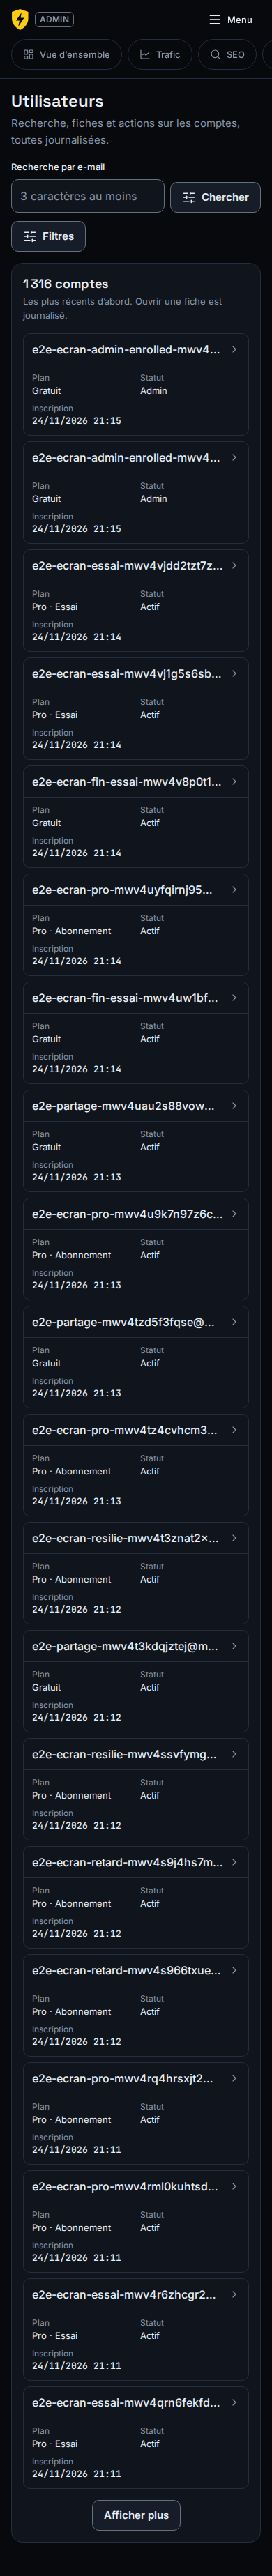 ADMIN
Menu
Vue d'ensemble
Trafic
SEO
Utilisateurs
Recherche, fiches et actions sur les comptes,
toutes journalisées.
Recherche par e-mail
3 caractères au moins
Chercher
Filtres
1 316 comptes
Les plus récents d'abord. Ouvrir une fiche est
journalisé.
e2e-ecran-admin-enrolled-mwv4...
Plan Statut
Gratuit Admin
Inscription
24/11/2026 21:15
e2e-ecran-admin-enrolled-mwv4...
Plan Statut
Gratuit Admin
Inscription
24/11/2026 21:15
e2e-ecran-essai-mwv4vjdd2tzt7z...
Plan Statut
Pro · Essai Actif
Inscription
24/11/2026 21:14
e2e-ecran-essai-mwv4vj1g5s6sb...
Plan Statut
Pro · Essai Actif
Inscription
24/11/2026 21:14
e2e-ecran-fin-essai-mwv4v8p0t1...
Plan Statut
Gratuit Actif
Inscription
24/11/2026 21:14
e2e-ecran-pro-mwv4uyfqirnj95...
Plan Statut
Pro · Abonnement Actif
Inscription
24/11/2026 21:14
e2e-ecran-fin-essai-mwv4uw1bf...
Plan Statut
Gratuit Actif
Inscription
24/11/2026 21:14
e2e-partage-mwv4uau2s88vow...
Plan Statut
Gratuit Actif
Inscription
24/11/2026 21:13
e2e-ecran-pro-mwv4u9k7n97z6c...
Plan Statut
Pro · Abonnement Actif
Inscription
24/11/2026 21:13
e2e-partage-mwv4tzd5f3fqse@...
Plan Statut
Gratuit Actif
Inscription
24/11/2026 21:13
e2e-ecran-pro-mwv4tz4cvhcm3...
Plan Statut
Pro · Abonnement Actif
Inscription
24/11/2026 21:13
e2e-ecran-resilie-mwv4t3znat2x...
Plan Statut
Pro · Abonnement Actif
Inscription
24/11/2026 21:12
e2e-partage-mwv4t3kdqjztej@m...
Plan Statut
Gratuit Actif
Inscription
24/11/2026 21:12
e2e-ecran-resilie-mwv4ssvfymg...
Plan Statut
Pro · Abonnement Actif
Inscription
24/11/2026 21:12
e2e-ecran-retard-mwv4s9j4hs7m...
Plan Statut
Pro · Abonnement Actif
Inscription
24/11/2026 21:12
e2e-ecran-retard-mwv4s966txue...
Plan Statut
Pro · Abonnement Actif
Inscription
24/11/2026 21:12
e2e-ecran-pro-mwv4rq4hrsxjt2...
Plan Statut
Pro · Abonnement Actif
Inscription
24/11/2026 21:11
e2e-ecran-pro-mwv4rml0kuhtsd...
Plan Statut
Pro · Abonnement Actif
Inscription
24/11/2026 21:11
e2e-ecran-essai-mwv4r6zhcgr2...
Plan Statut
Pro · Essai Actif
Inscription
24/11/2026 21:11
e2e-ecran-essai-mwv4qrn6fekfd...
Plan Statut
Pro · Essai Actif
Inscription
24/11/2026 21:11
Afficher plus